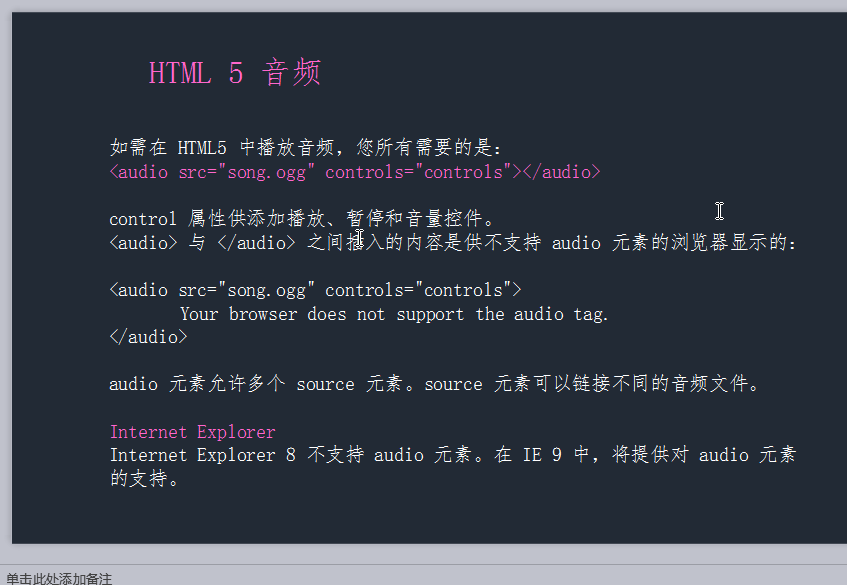 HTML 5 音频
如需在 HTML5 中播放音频，您所有需要的是：
<audio src="song.ogg" controls="controls"></audio>
control 属性供添加播放、暂停和音量控件。
<audio> 与 </audio> 之间插入的内容是供不支持 audio 元素的浏览器显示的：
<audio src="song.ogg" controls="controls">
Your browser does not support the audio tag.
</audio>
audio 元素允许多个 source 元素。source 元素可以链接不同的音频文件。
Internet Explorer
Internet Explorer 8 不支持 audio 元素。在 IE 9 中，将提供对 audio 元素
的支持。
单击此处添加备注